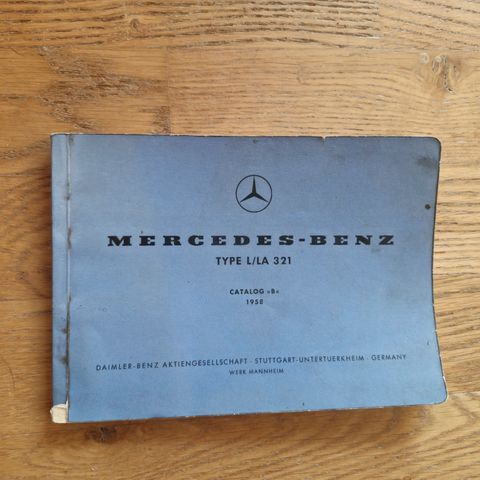 MERCEDES-BENZ
TYPE L/LA 321
CATALOG »B«
1958
DAIMLER-BENZ AKTIENGESELLSCHAFT · STUTTGART-UNTERTUERKHEIM · GERMANY
WERK MANNHEIM